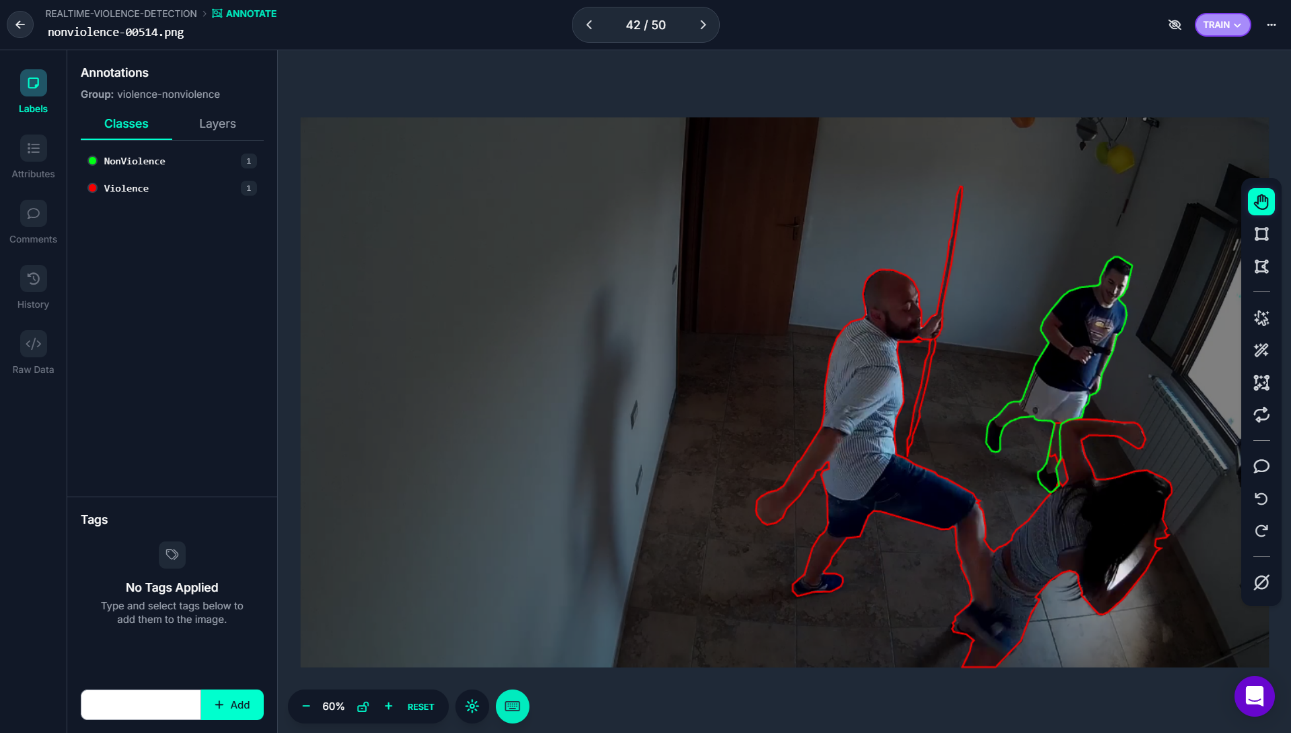 REALTIME-VIOLENCE-DETECTION > ANNOTATE
nonviolence-00514.png
42 / 50
TRAIN
Labels
Attributes
Comments
History
Raw Data
Annotations
Group: violence-nonviolence
Classes
Layers
NonViolence 1
Violence 1
Tags
No Tags Applied
Type and select tags below to
add them to the image.
+ Add
− 60% + RESET